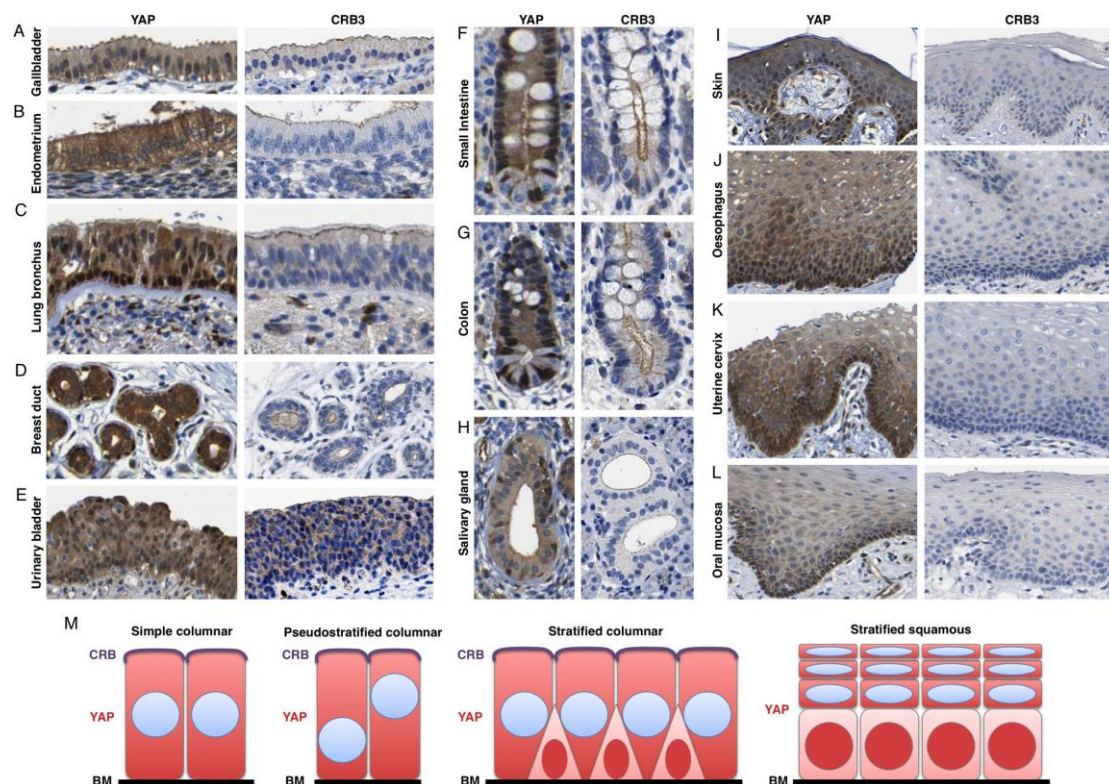 YAP CRB3
A
Gallbladder
B
Endometrium
C
Lung bronchus
D
Breast duct
E
Urinary bladder
YAP CRB3
F
Small Intestine
G
Colon
H
Salivary gland
YAP CRB3
I
Skin
J
Oesophagus
K
Uterine cervix
L
Oral mucosa
M
Simple columnar
CRB
YAP
BM
Pseudostratified columnar
CRB
YAP
BM
Stratified columnar
CRB
YAP
BM
Stratified squamous
YAP
BM